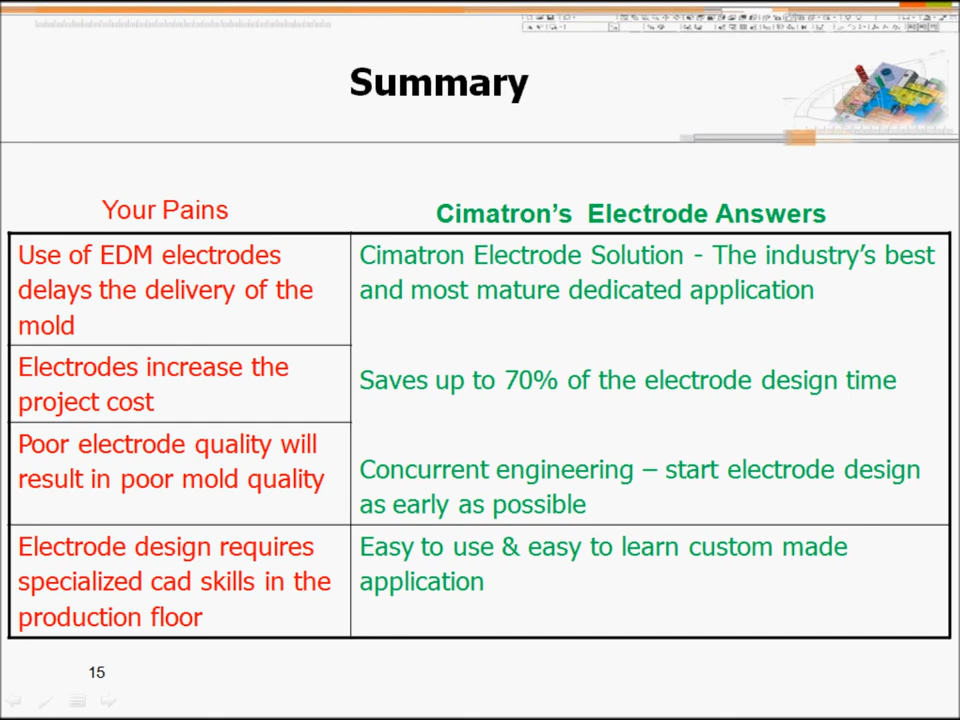 Summary
Your Pains
Cimatron's Electrode Answers
Use of EDM electrodes
delays the delivery of the
mold
Cimatron Electrode Solution - The industry's best
and most mature dedicated application
Electrodes increase the
project cost
Saves up to 70% of the electrode design time
Poor electrode quality will
result in poor mold quality
Concurrent engineering – start electrode design
as early as possible
Electrode design requires
specialized cad skills in the
production floor
Easy to use & easy to learn custom made
application
15